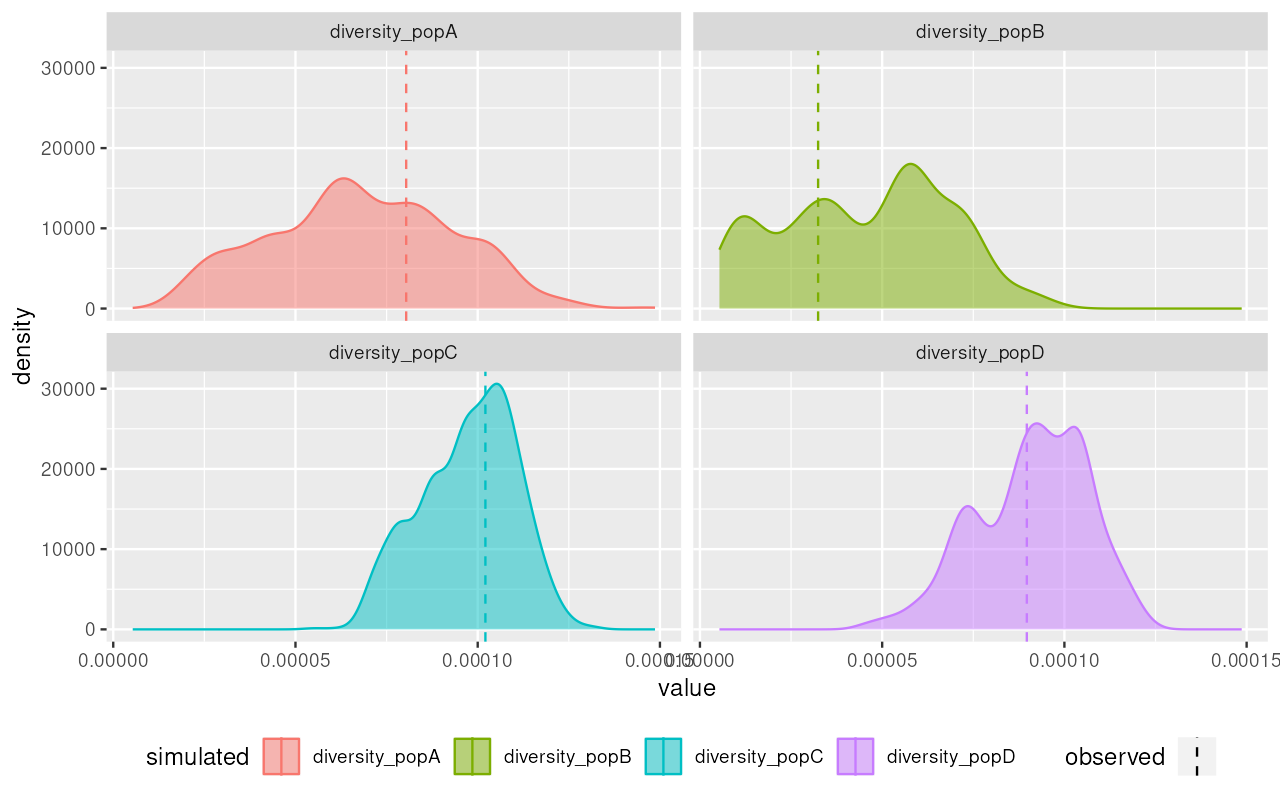 diversity_popA diversity_popB
30000
20000
10000
0
diversity_popC diversity_popD
30000
20000
10000
0
density
0.00000 0.00005 0.00010 0.00015 0.00000 0.00005 0.00010 0.00015
value
simulated diversity_popA diversity_popB diversity_popC diversity_popD observed